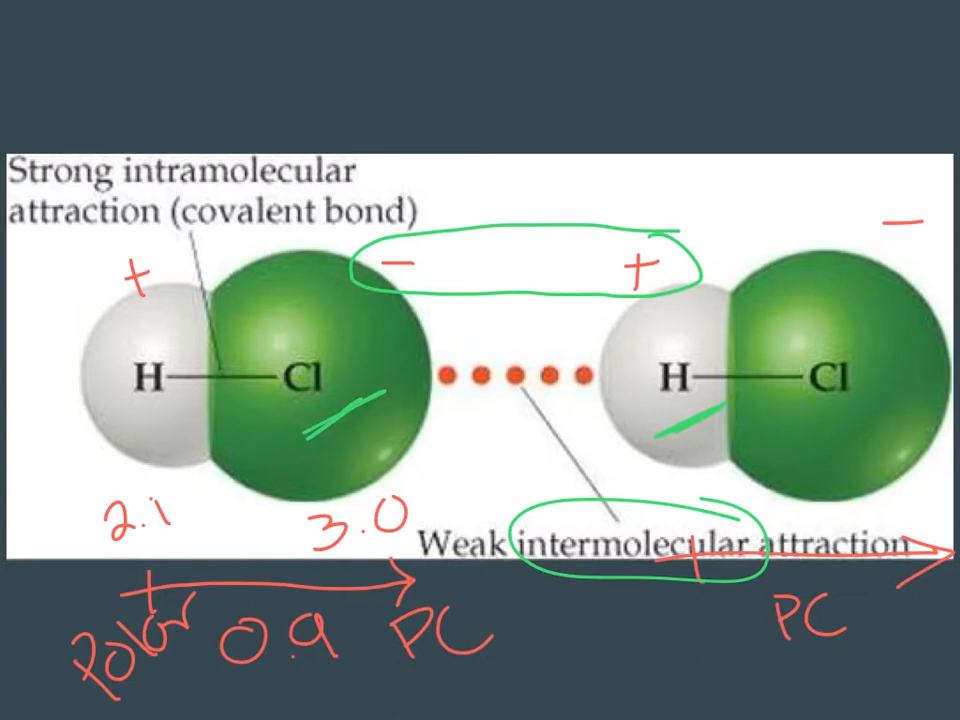 Strong intramolecular
attraction (covalent bond)
+ − + −
H Cl H Cl
2.1 3.0
Weak intermolecular attraction
Polar 0.9 PC PC